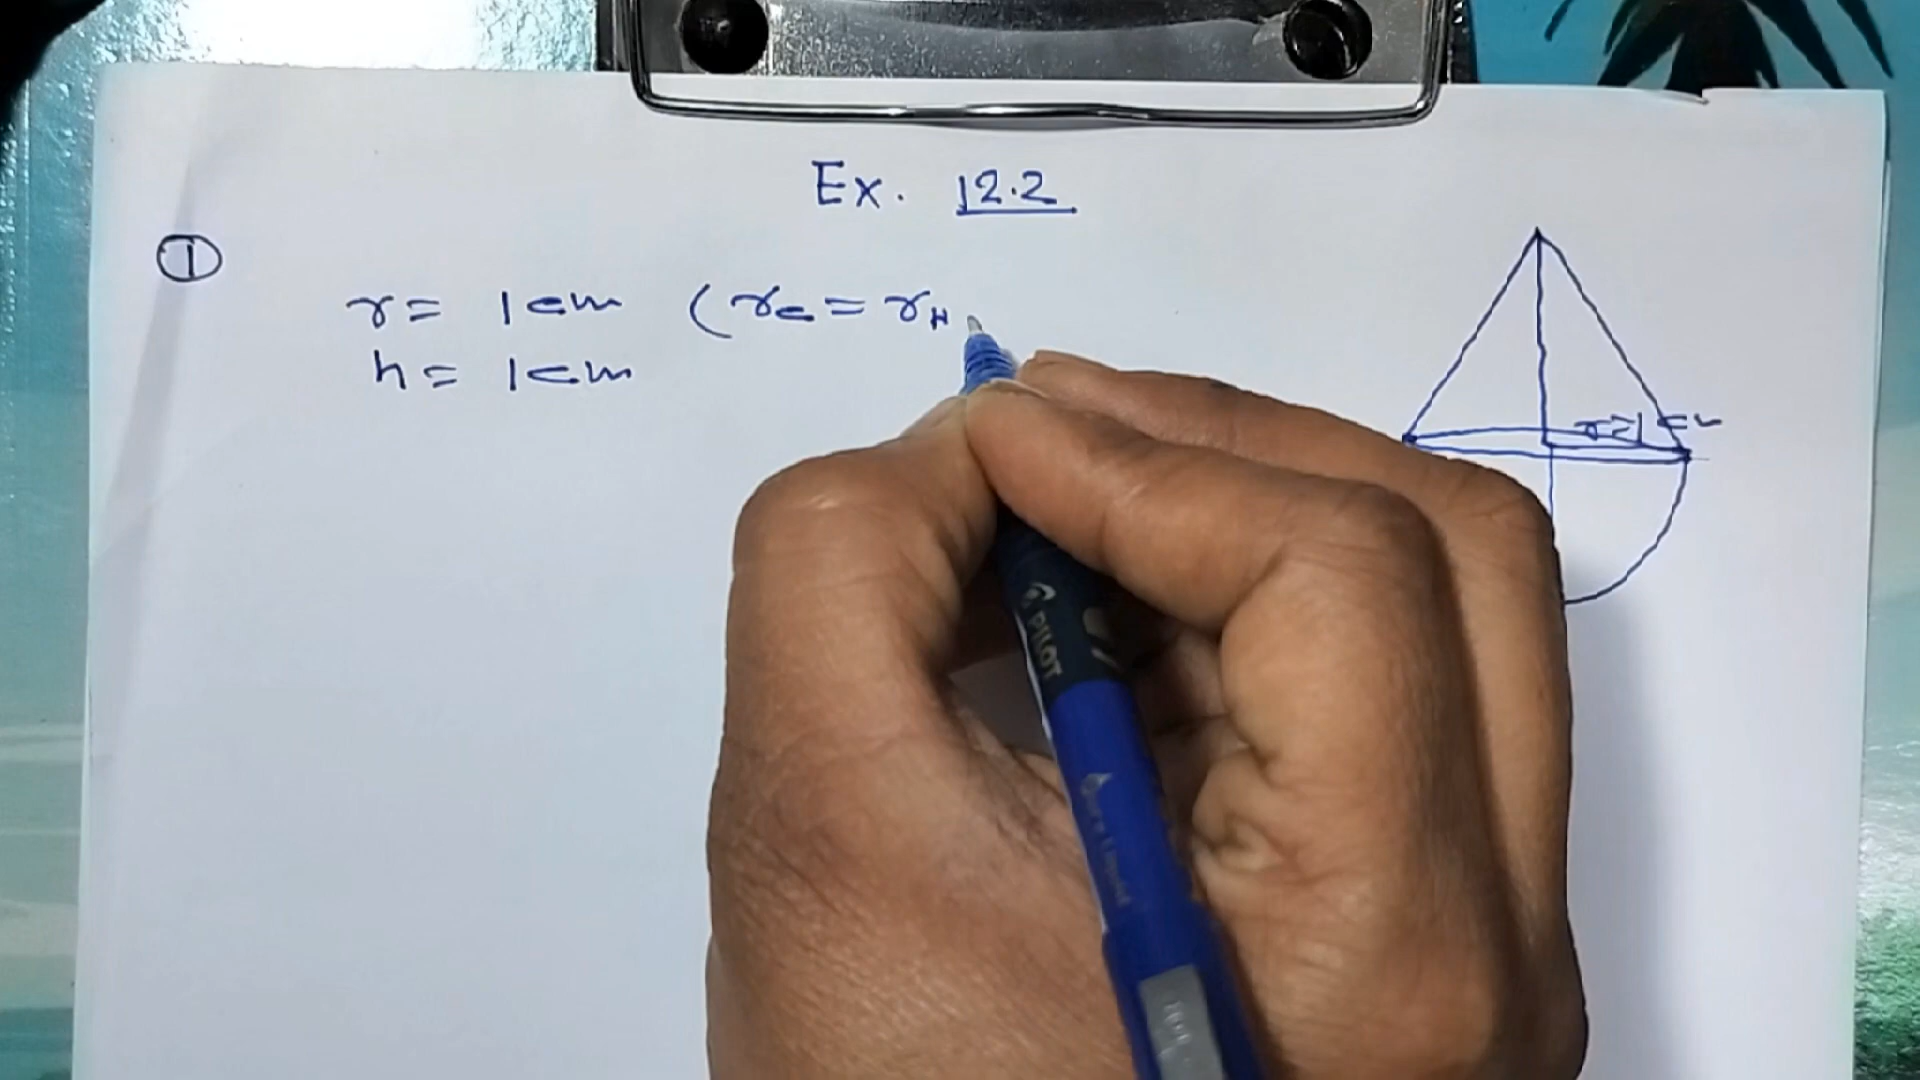 Ex. 12.2
1
r = 1cm (rc = rH
h = 1cm
r=1cm
PILOT